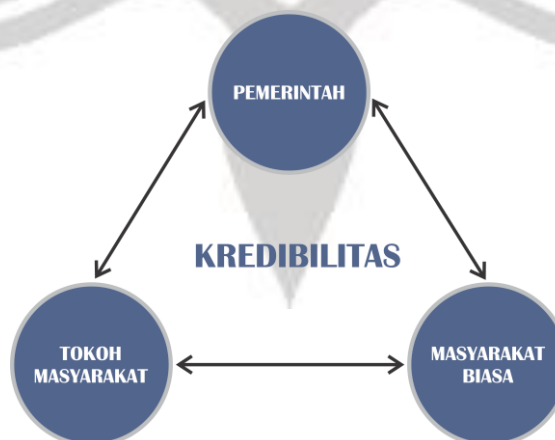 PEMERINTAH
KREDIBILITAS
TOKOH
MASYARAKAT
MASYARAKAT
BIASA